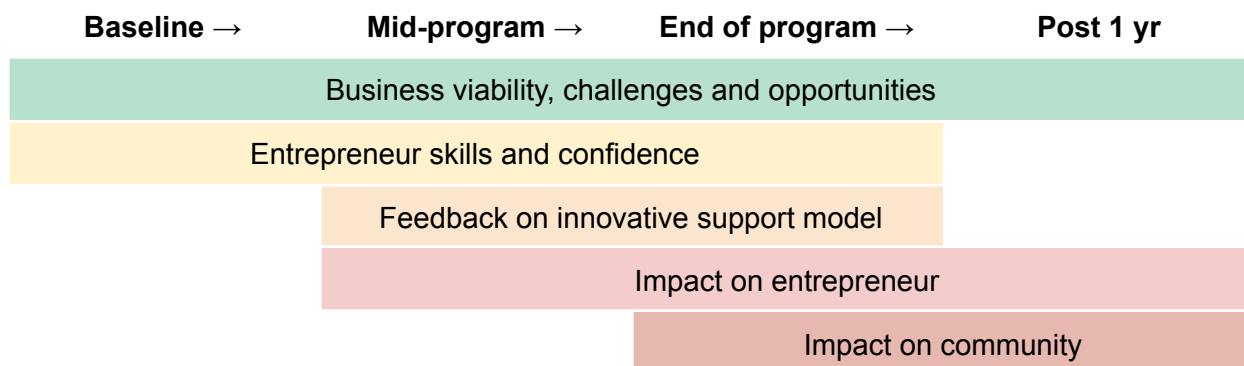 Baseline → Mid-program → End of program → Post 1 yr
Business viability, challenges and opportunities
Entrepreneur skills and confidence
Feedback on innovative support model
Impact on entrepreneur
Impact on community